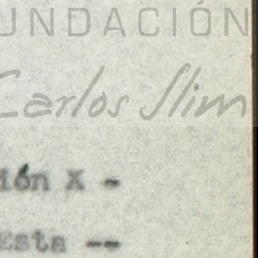 UNDACIÓN
Carlos Slim
ión X -
Esta --